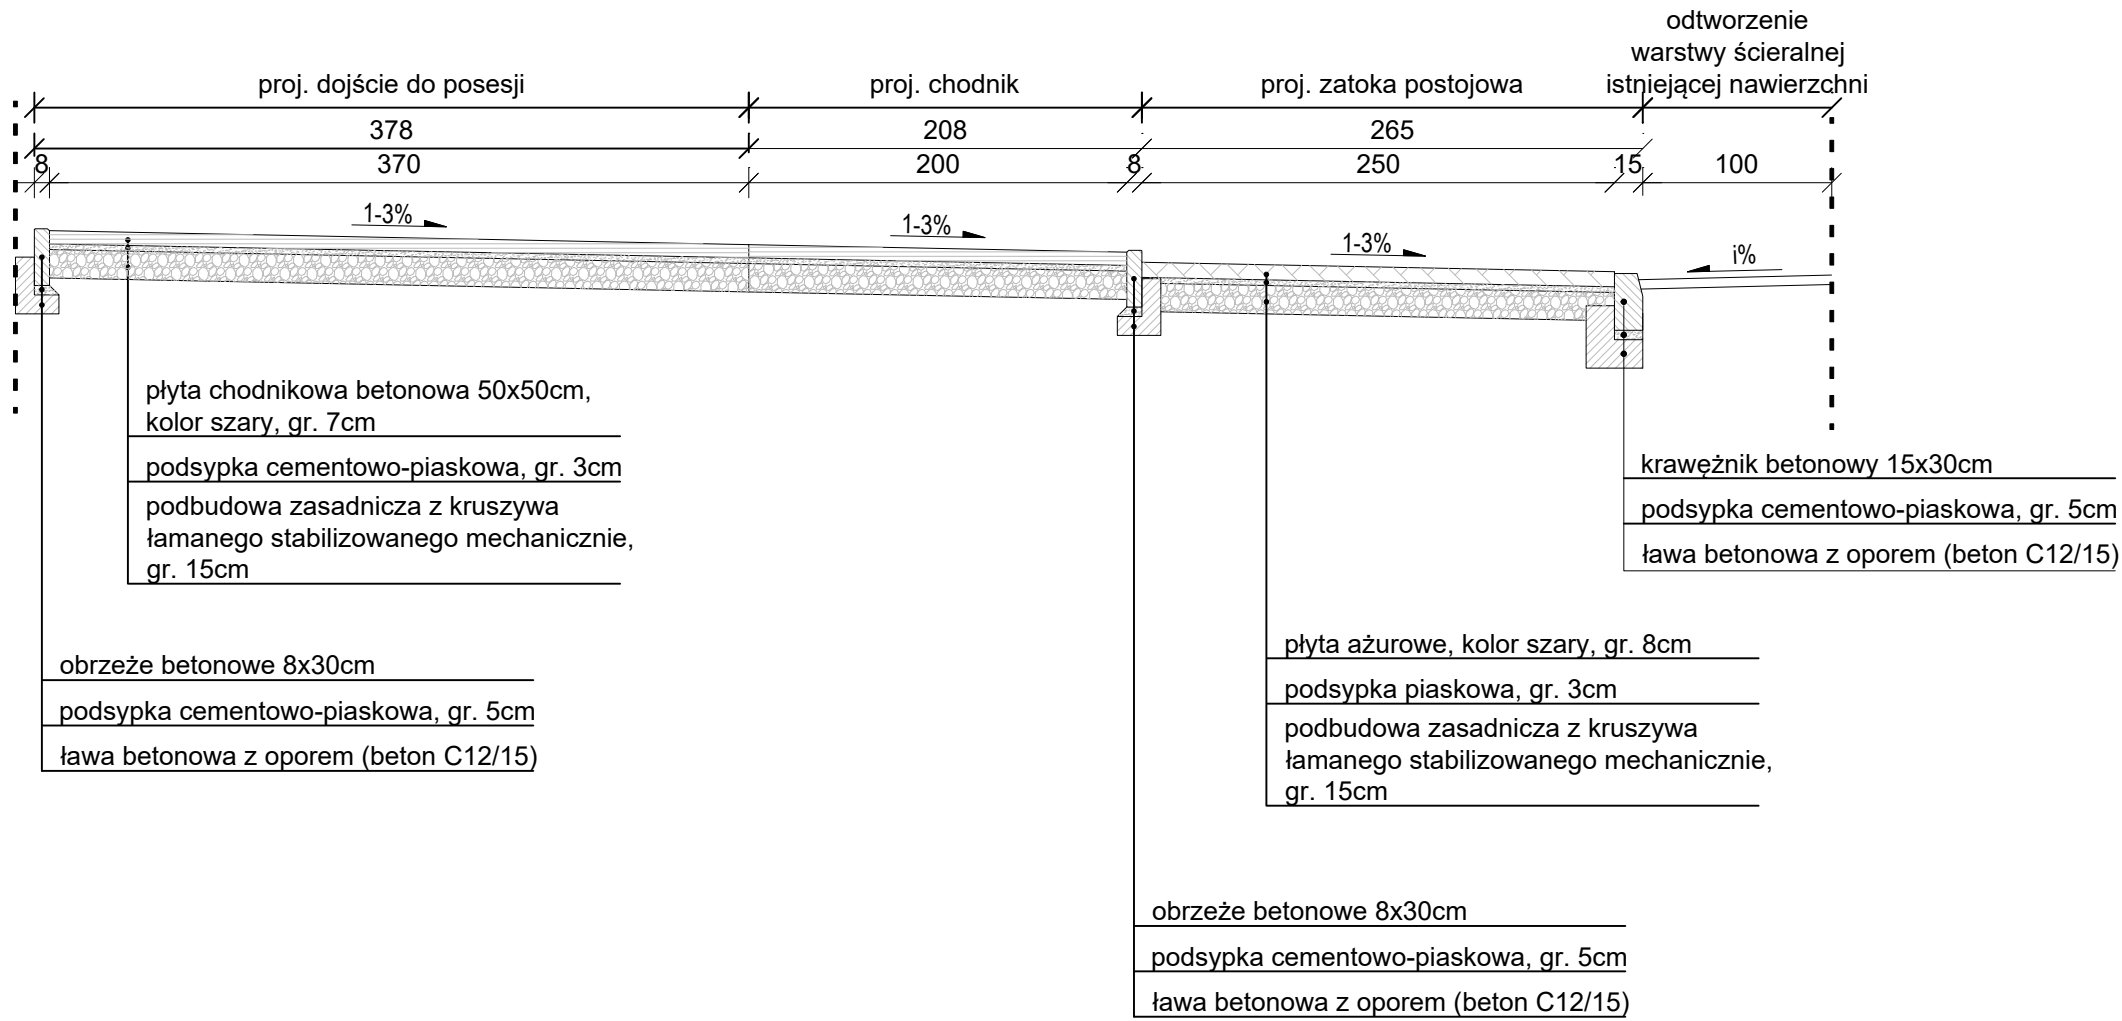 odtworzenie
warstwy ścieralnej
istniejącej nawierzchni
proj. dojście do posesji
proj. chodnik
proj. zatoka postojowa
378
208
265
8
370
200
8
250
15
100
1-3%
1-3%
1-3%
i%
płyta chodnikowa betonowa 50x50cm,
kolor szary, gr. 7cm
podsypka cementowo-piaskowa, gr. 3cm
podbudowa zasadnicza z kruszywa
łamanego stabilizowanego mechanicznie,
gr. 15cm
krawężnik betonowy 15x30cm
podsypka cementowo-piaskowa, gr. 5cm
ława betonowa z oporem (beton C12/15)
obrzeże betonowe 8x30cm
podsypka cementowo-piaskowa, gr. 5cm
ława betonowa z oporem (beton C12/15)
płyta ażurowe, kolor szary, gr. 8cm
podsypka piaskowa, gr. 3cm
podbudowa zasadnicza z kruszywa
łamanego stabilizowanego mechanicznie,
gr. 15cm
obrzeże betonowe 8x30cm
podsypka cementowo-piaskowa, gr. 5cm
ława betonowa z oporem (beton C12/15)